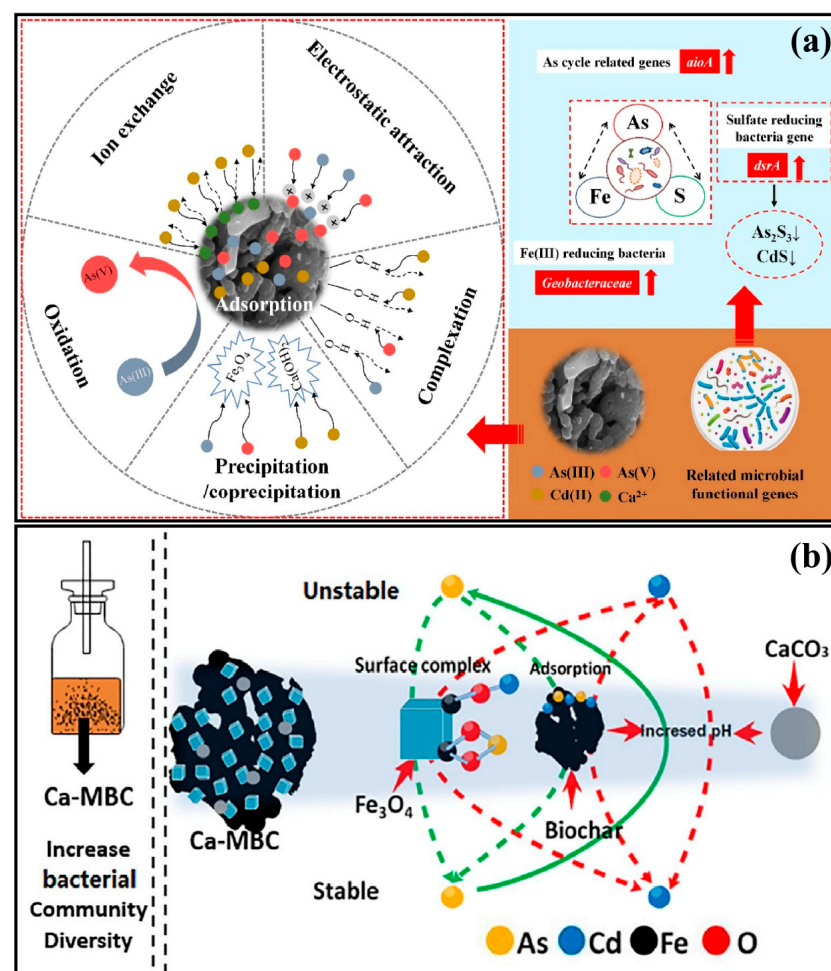 (a)
Ion exchange
Electrostatic attraction
Adsorption
As(V)
As(III)
Oxidation
O-H
O-H
O-H
O-H
Complexation
Fe₃O₄
Ca(OH)₂
Precipitation
/coprecipitation
As cycle related genes aioA
As
Fe
S
Sulfate reducing
bacteria gene
dsrA
As₂S₃↓
CdS↓
Fe(III) reducing bacteria
Geobacteraceae
As(III) As(V)
Cd(II) Ca²⁺
Related microbial
functional genes
(b)
Ca-MBC
Increase
bacterial
Community
Diversity
Unstable
Surface complex
Adsorption
CaCO₃
Incresed pH
Fe₃O₄
Biochar
Ca-MBC
Stable
As Cd Fe O